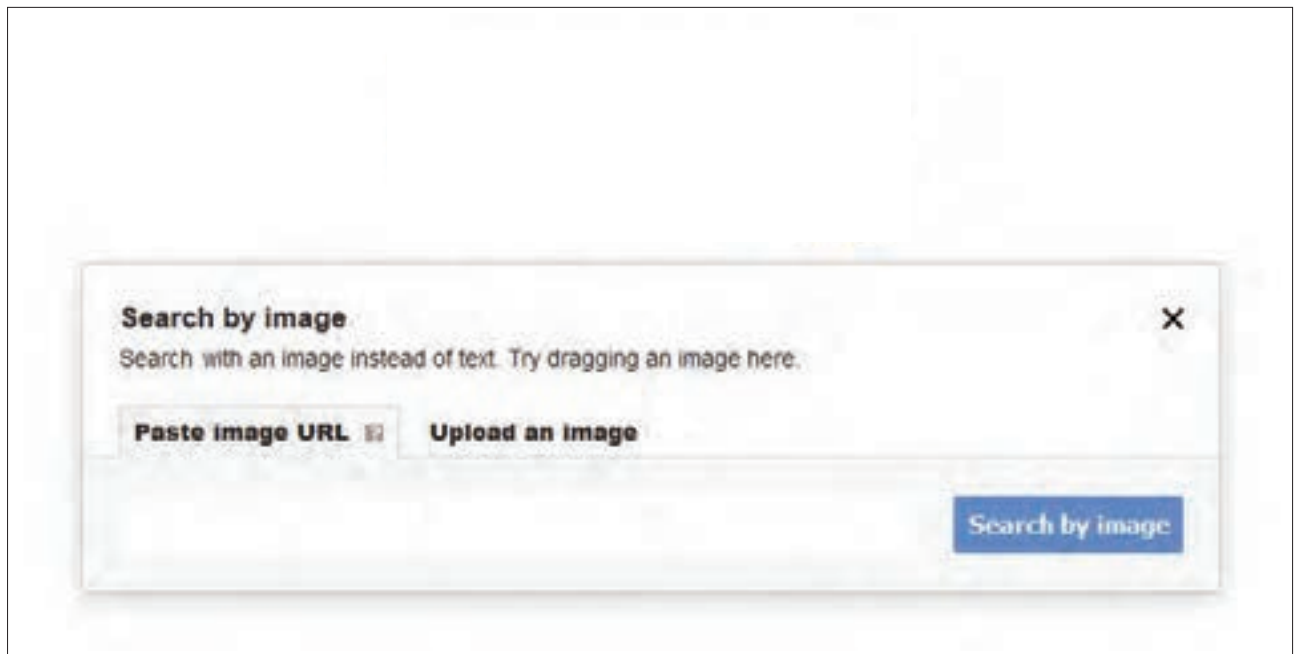 Search by image
Search with an image instead of text. Try dragging an image here.
Paste image URL Upload an image
Search by image